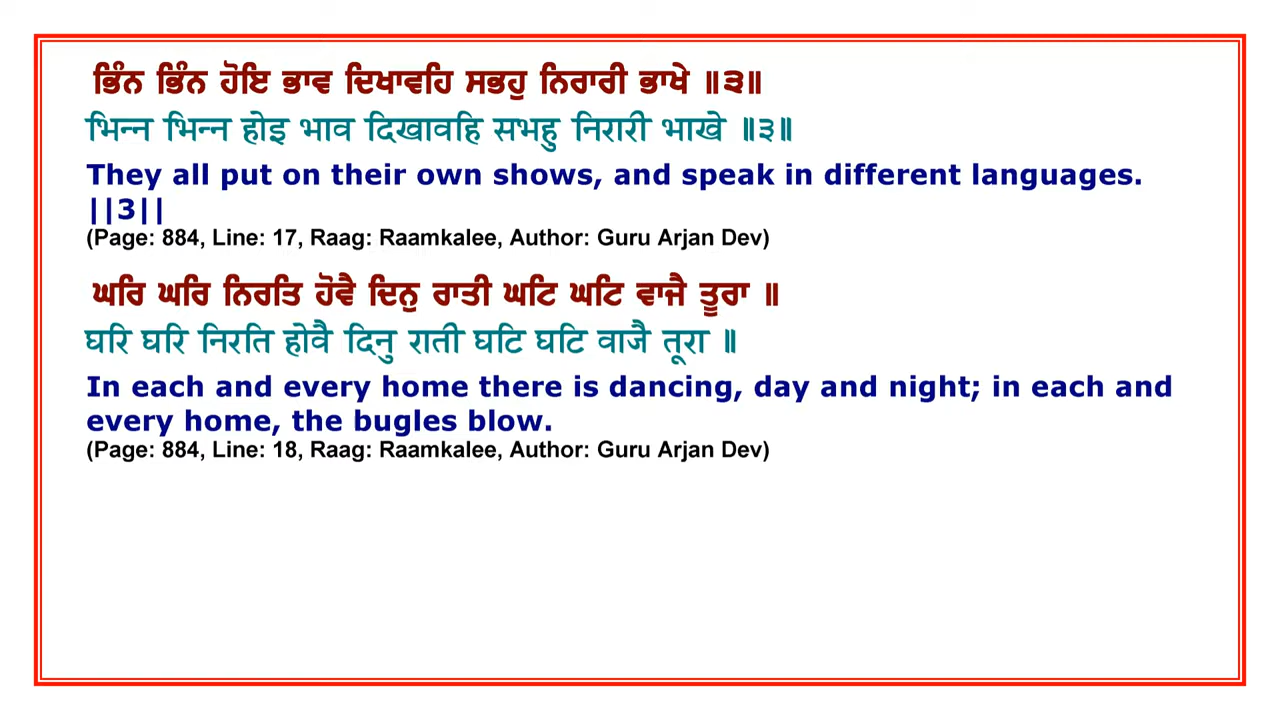 ਭਿੰਨ ਭਿੰਨ ਹੋਇ ਭਾਵ ਦਿਖਾਵਹਿ ਸਭਹੁ ਨਿਰਾਰੀ ਭਾਖੇ ॥੩॥
भिन्न भिन्न होइ भाव दिखावहि सभहु निरारी भाखे ॥३॥
They all put on their own shows, and speak in different languages.
||3||
(Page: 884, Line: 17, Raag: Raamkalee, Author: Guru Arjan Dev)
ਘਰਿ ਘਰਿ ਨਿਰਤਿ ਹੋਵੈ ਦਿਨੁ ਰਾਤੀ ਘਟਿ ਘਟਿ ਵਾਜੈ ਤੂਰਾ ॥
घरि घरि निरति होवै दिनु राती घटि घटि वाजै तूरा ॥
In each and every home there is dancing, day and night; in each and
every home, the bugles blow.
(Page: 884, Line: 18, Raag: Raamkalee, Author: Guru Arjan Dev)